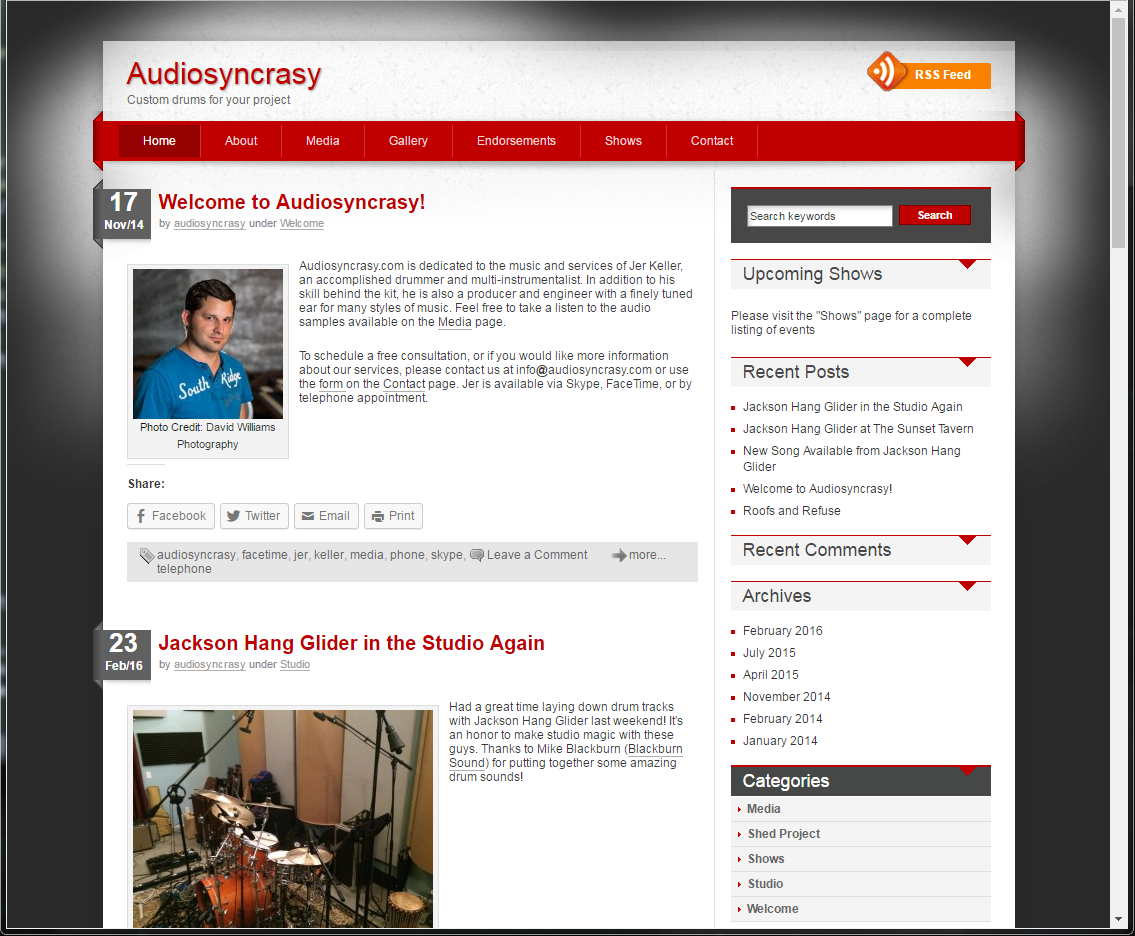 Audiosyncrasy
Custom drums for your project
RSS Feed
Home
About
Media
Gallery
Endorsements
Shows
Contact
17
Nov/14
Welcome to Audiosyncrasy!
by audiosyncrasy under Welcome
South Ridge
Photo Credit: David Williams
Photography
Audiosyncrasy.com is dedicated to the music and services of Jer Keller,
an accomplished drummer and multi-instrumentalist. In addition to his
skill behind the kit, he is also a producer and engineer with a finely tuned
ear for many styles of music. Feel free to take a listen to the audio
samples available on the Media page.
To schedule a free consultation, or if you would like more information
about our services, please contact us at info@audiosyncrasy.com or use
the form on the Contact page. Jer is available via Skype, FaceTime, or by
telephone appointment.
Share:
Facebook
Twitter
Email
Print
audiosyncrasy, facetime, jer, keller, media, phone, skype,
telephone
Leave a Comment
more...
23
Feb/16
Jackson Hang Glider in the Studio Again
by audiosyncrasy under Studio
Had a great time laying down drum tracks
with Jackson Hang Glider last weekend! It's
an honor to make studio magic with these
guys. Thanks to Mike Blackburn (Blackburn
Sound) for putting together some amazing
drum sounds!
Search keywords
Search
Upcoming Shows
Please visit the "Shows" page for a complete
listing of events
Recent Posts
Jackson Hang Glider in the Studio Again
Jackson Hang Glider at The Sunset Tavern
New Song Available from Jackson Hang
Glider
Welcome to Audiosyncrasy!
Roofs and Refuse
Recent Comments
Archives
February 2016
July 2015
April 2015
November 2014
February 2014
January 2014
Categories
Media
Shed Project
Shows
Studio
Welcome